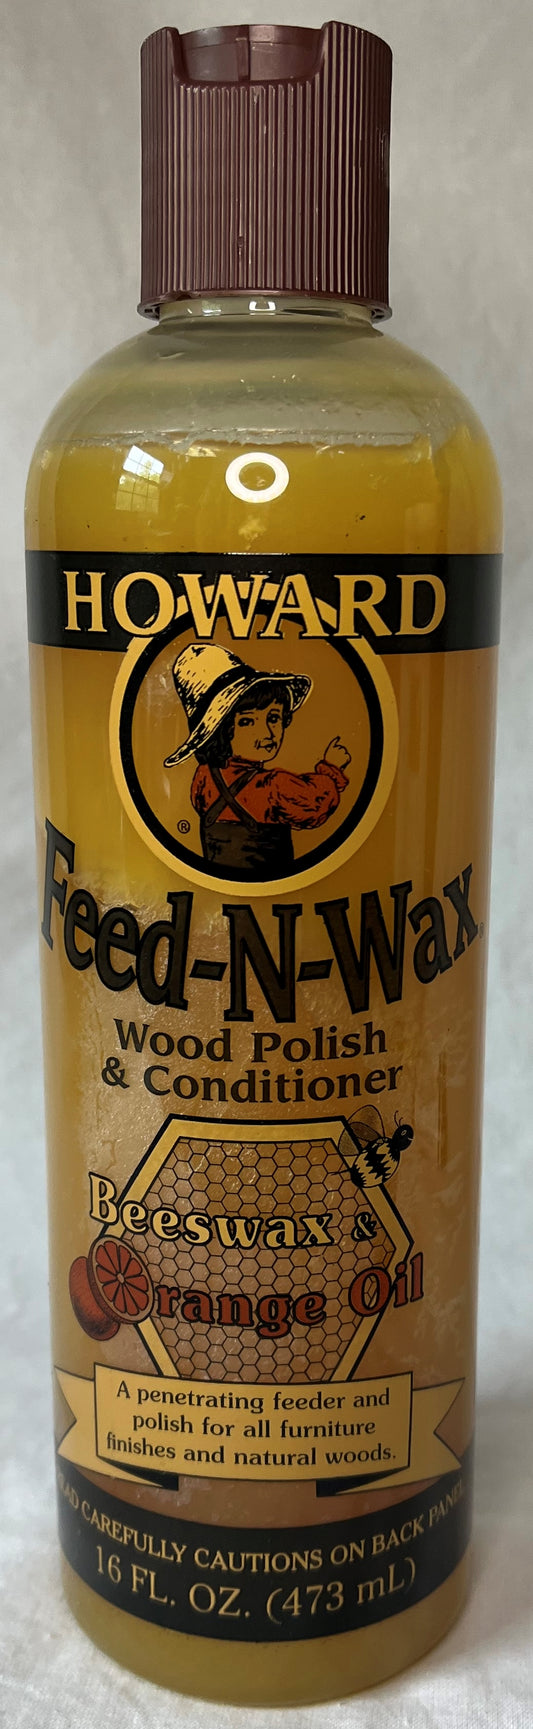 HOWARD
®
Feed-N-Wax®
Wood Polish
& Conditioner
Beeswax &
Orange Oil
A penetrating feeder and
polish for all furniture
finishes and natural woods.
CAREFULLY CAUTIONS ON BACK PANEL
16 FL. OZ. (473 mL)